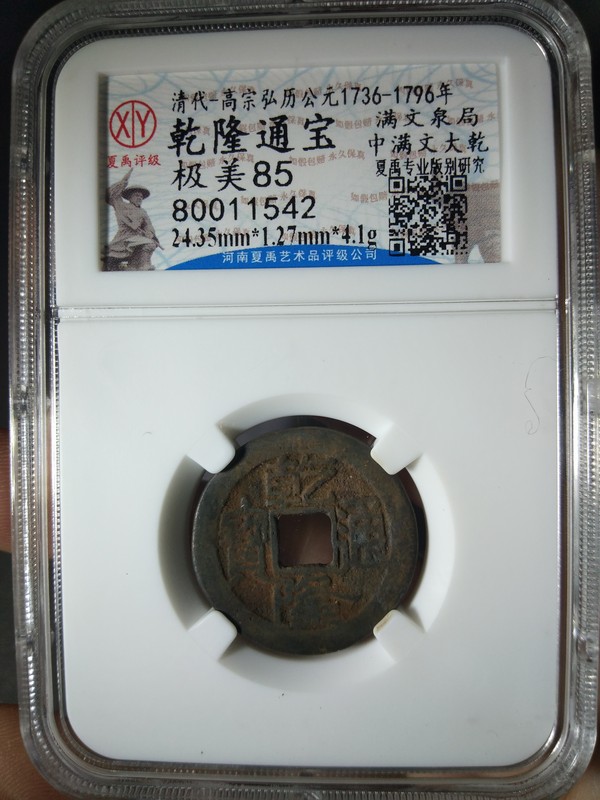 清代-高宗弘历公元1736-1796年
XY
夏禹评级
乾隆通宝
满文泉局
中满文大乾
极美85
夏禹专业版别研究
80011542
24.35mm*1.27mm*4.1g
河南夏禹艺术品评级公司
乾隆通寶